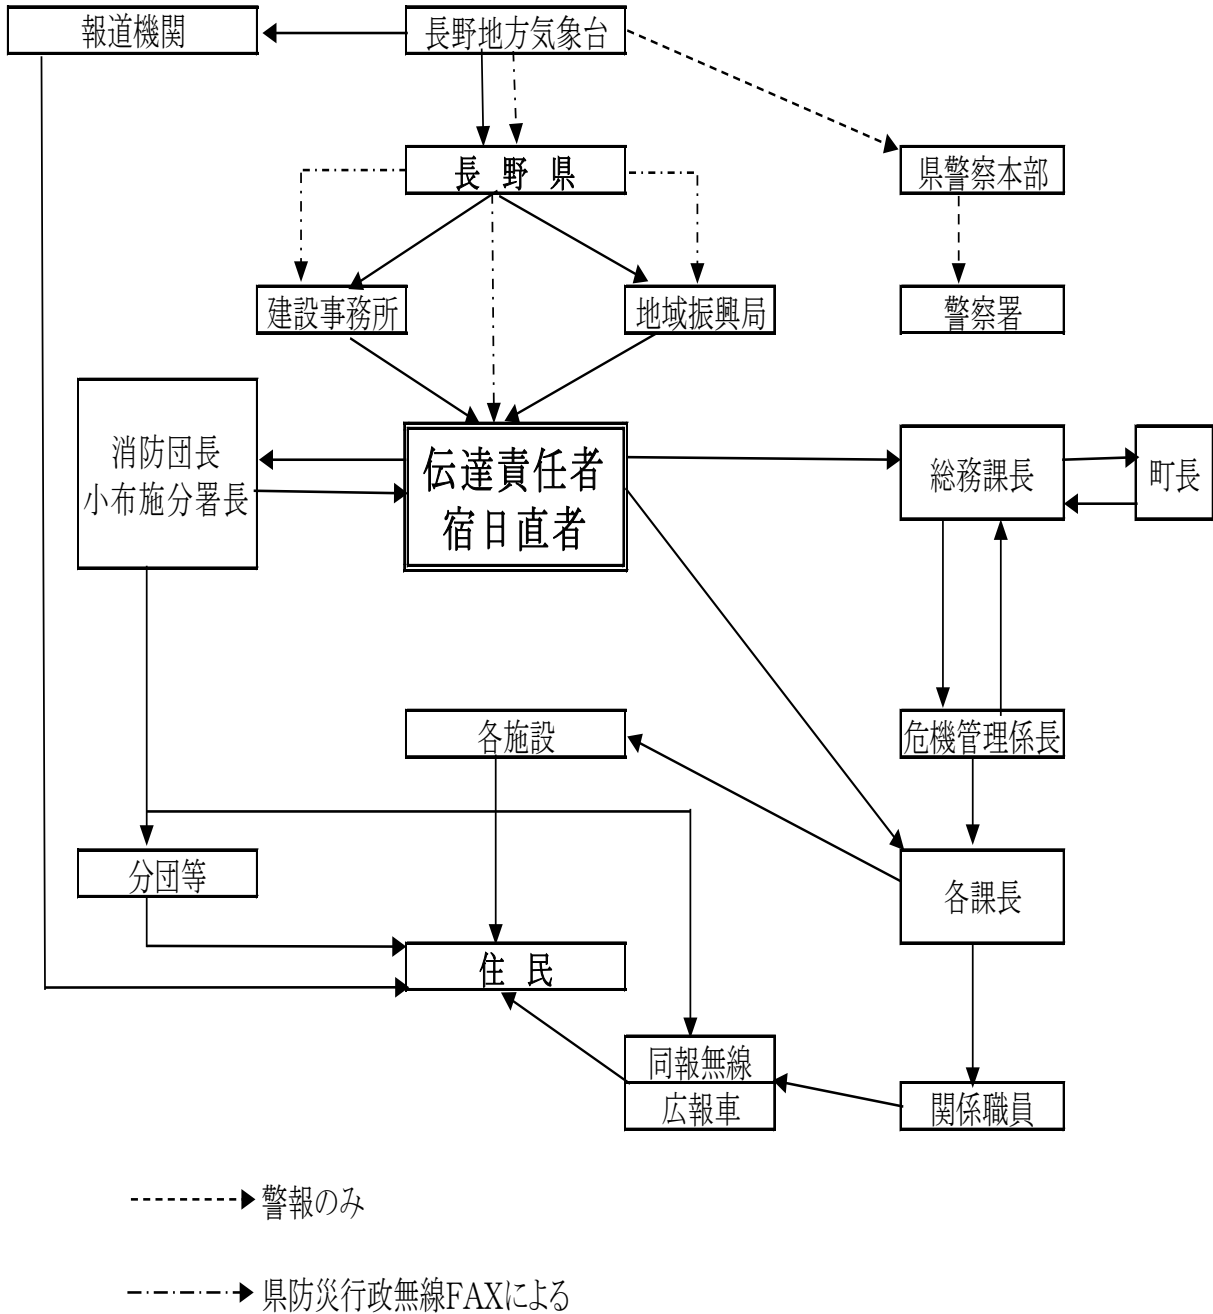 報道機関
長野地方気象台
長 野 県
県警察本部
建設事務所
地域振興局
警察署
消防団長
小布施分署長
伝達責任者
宿日直者
総務課長
町長
各施設
危機管理係長
分団等
各課長
住 民
同報無線
広報車
関係職員
警報のみ
県防災行政無線FAXによる